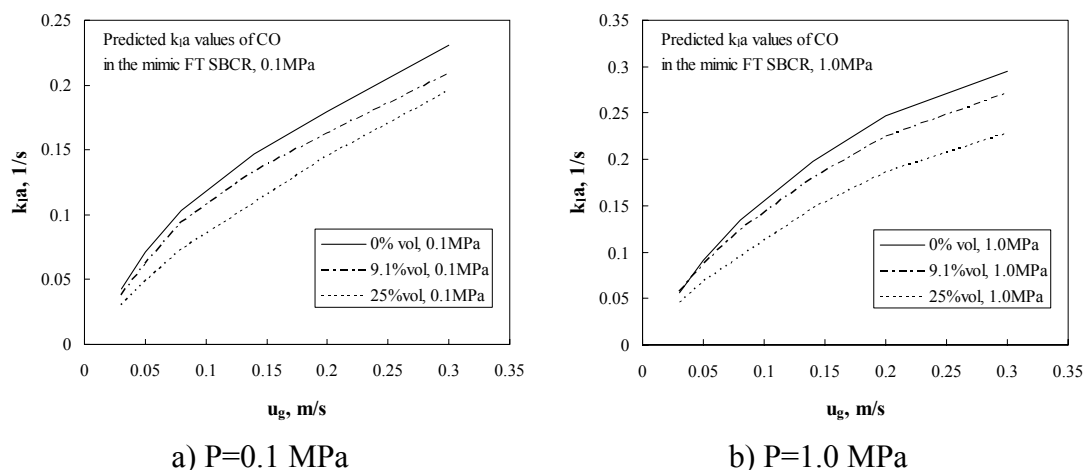 0.25
0.2
0.15
0.1
0.05
0
kₗa, 1/s
Predicted kₗa values of CO
in the mimic FT SBCR, 0.1MPa
0% vol, 0.1MPa
9.1%vol, 0.1MPa
25%vol, 0.1MPa
0 0.05 0.1 0.15 0.2 0.25 0.3 0.35
u_g, m/s
a) P=0.1 MPa
0.4
0.35
0.3
0.25
0.2
0.15
0.1
0.05
0
kₗa, 1/s
Predicted kₗa values of CO
in the mimic FT SBCR, 1.0MPa
0% vol, 1.0MPa
9.1%vol, 1.0MPa
25%vol, 1.0MPa
0 0.05 0.1 0.15 0.2 0.25 0.3 0.35
u_g, m/s
b) P=1.0 MPa